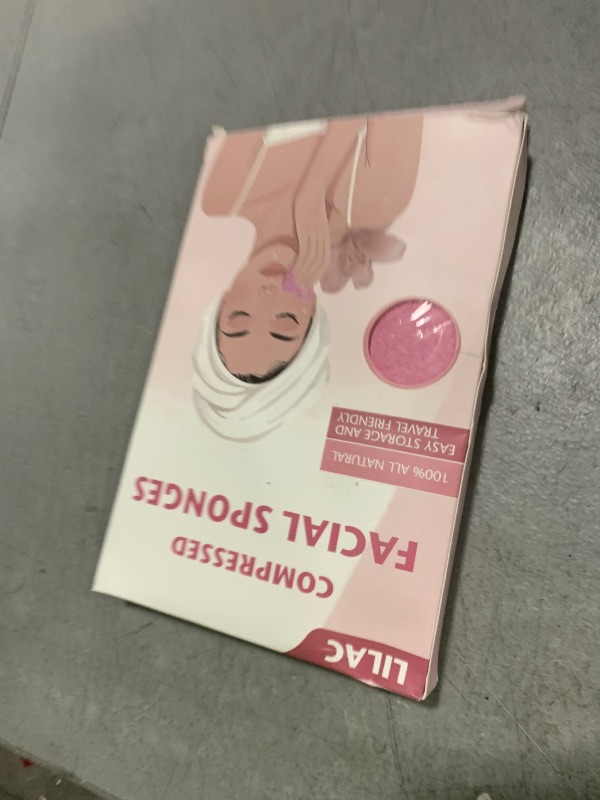 LILAC
COMPRESSED
FACIAL SPONGES
100% ALL NATURAL
EASY STORAGE AND
TRAVEL FRIENDLY